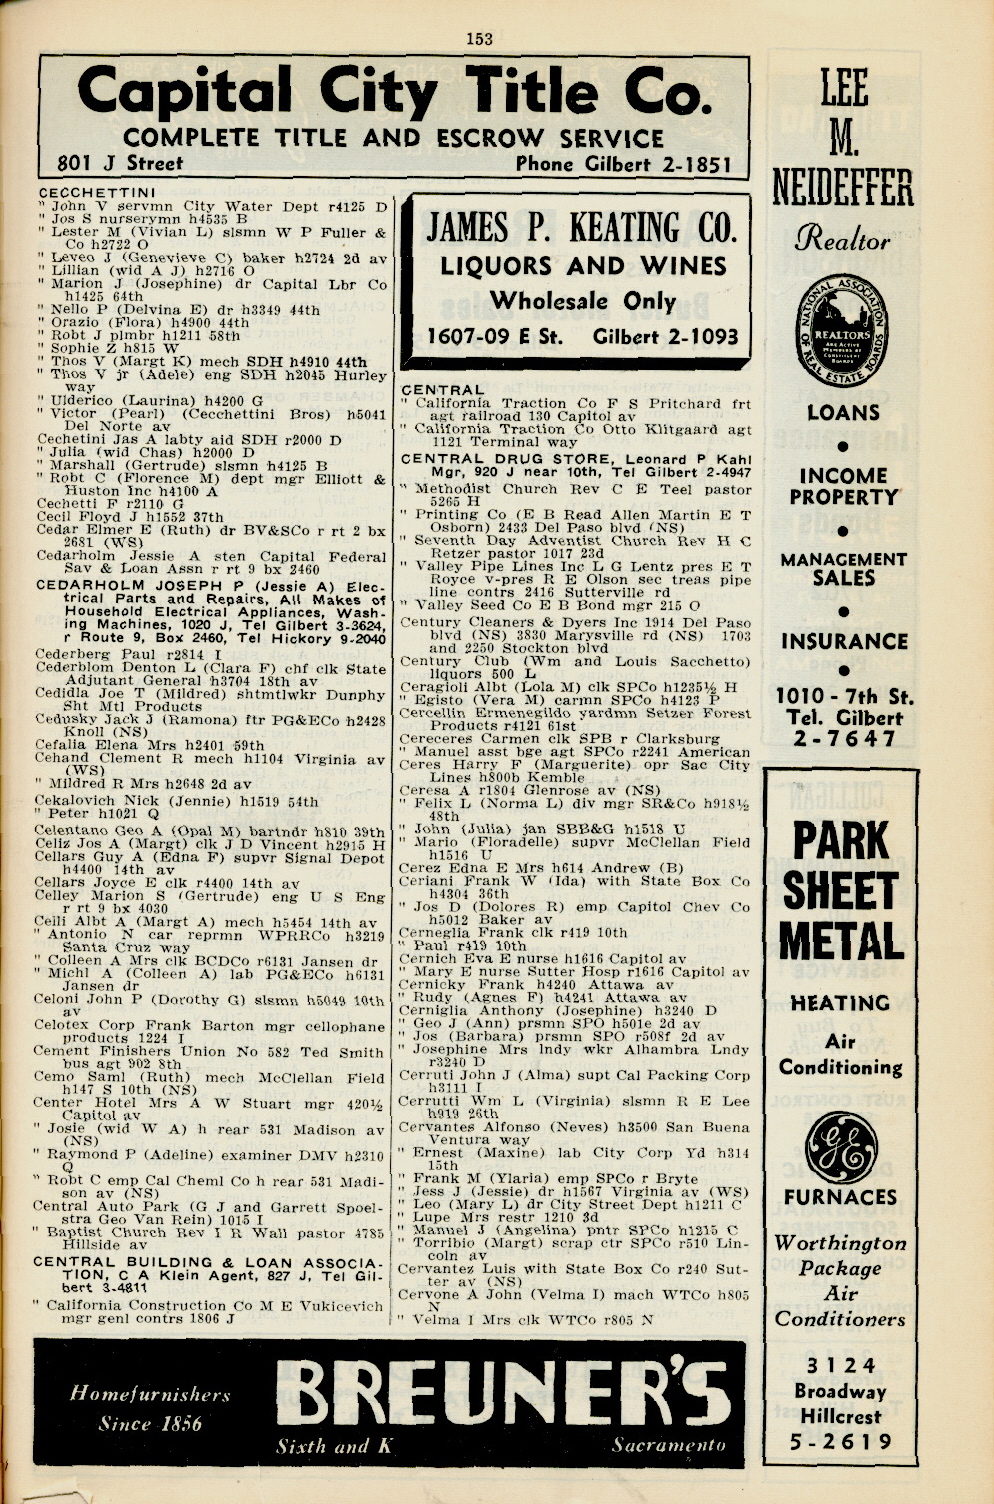 153
Capital City Title Co.
COMPLETE TITLE AND ESCROW SERVICE
801 J Street Phone Gilbert 2-1851
CECCHETTINI
" John V servmn City Water Dept r4125 D
" Jos S nurserymn h4535 B
" Lester M (Vivian L) slsmn W P Fuller &
Co h2722 O
" Leveo J (Genevieve C) baker h2724 2d av
" Lillian (wid A J) h2716 O
" Marion J (Josephine) dr Capital Lbr Co
h1425 64th
" Nello P (Delvina E) dr h3349 44th
" Orazio (Flora) h4900 44th
" Robt J plmbr h1211 58th
" Sophie Z h815 W
" Thos V (Margt K) mech SDH h4910 44th
" Thos V jr (Adele) eng SDH h2045 Hurley
way
" Ulderico (Laurina) h4200 G
" Victor (Pearl) (Cecchettini Bros) h5041
Del Norte av
Cechetini Jas A labty aid SDH r2000 D
" Julia (wid Chas) h2000 D
" Marshall (Gertrude) slsmn h4125 B
" Robt C (Florence M) dept mgr Elliott &
Huston Inc h4100 A
Cechetti F r2110 G
Cecil Floyd J h1552 37th
Cedar Elmer E (Ruth) dr BV&SCo r rt 2 bx
2681 (WS)
Cedarholm Jessie A sten Capital Federal
Sav & Loan Assn r rt 9 bx 2460
CEDARHOLM JOSEPH P (Jessie A) Elec-
trical Parts and Repairs, All Makes of
Household Electrical Appliances, Wash-
ing Machines, 1020 J, Tel Gilbert 3-3624,
r Route 9, Box 2460, Tel Hickory 9-2040
Cederberg Paul r2814 I
Cederblom Denton L (Clara F) chf clk State
Adjutant General h3704 18th av
Cedidla Joe T (Mildred) shtmtlwkr Dunphy
Sht Mtl Products
Cedusky Jack J (Ramona) ftr PG&ECo h2428
Knoll (NS)
Cefalia Elena Mrs h2401 59th
Cehand Clement R mech h1104 Virginia av
(WS)
" Mildred R Mrs h2648 2d av
Cekalovich Nick (Jennie) h1519 54th
" Peter h1021 Q
Celentano Geo A (Opal M) bartndr h810 39th
Celiz Jos A (Margt) clk J D Vincent h2915 H
Cellars Guy A (Edna F) supvr Signal Depot
h4400 14th av
Cellars Joyce E clk r4400 14th av
Celley Marion S (Gertrude) eng U S Eng
r rt 9 bx 4030
Celli Albt A (Margt A) mech h5454 14th av
" Antonio N car reprmn WPRRCo h3219
Santa Cruz way
" Colleen A Mrs clk BCDCo r6131 Jansen dr
" Michl A (Colleen A) lab PG&ECo h6131
Jansen dr
Celoni John P (Dorothy G) slsmn h5049 10th
av
Celotex Corp Frank Barton mgr cellophane
products 1224 I
Cement Finishers Union No 582 Ted Smith
bus agt 902 8th
Cemo Saml (Ruth) mech McClellan Field
h147 S 10th (NS)
Center Hotel Mrs A W Stuart mgr 420½
Capitol av
" Josie (wid W A) h rear 531 Madison av
(NS)
" Raymond P (Adeline) examiner DMV h2310
Q
" Robt C emp Cal Cheml Co h rear 531 Madi-
son av (NS)
Central Auto Park (G J and Garrett Spoel-
stra Geo Van Rein) 1015 I
" Baptist Church Rev I R Wall pastor 4785
Hillside av
CENTRAL BUILDING & LOAN ASSOCIA-
TION, C A Klein Agent, 827 J, Tel Gil-
bert 3-4811
" California Construction Co M E Vukicevich
mgr genl contrs 1806 J
JAMES P. KEATING CO.
LIQUORS AND WINES
Wholesale Only
1607-09 E St. Gilbert 2-1093
CENTRAL
" California Traction Co F S Pritchard frt
agt railroad 130 Capitol av
" California Traction Co Otto Klitgaard agt
1121 Terminal way
CENTRAL DRUG STORE, Leonard P Kahl
Mgr, 920 J near 10th, Tel Gilbert 2-4947
" Methodist Church Rev C E Teel pastor
5265 H
" Printing Co (E B Read Allen Martin E T
Osborn) 2433 Del Paso blvd (NS)
" Seventh Day Adventist Church Rev H C
Retzer pastor 1017 23d
" Valley Pipe Lines Inc L G Lentz pres E T
Royce v-pres R E Olson sec treas pipe
line contrs 2416 Sutterville rd
" Valley Seed Co E B Bond mgr 215 O
Century Cleaners & Dyers Inc 1914 Del Paso
blvd (NS) 3830 Marysville rd (NS) 1703
and 2250 Stockton blvd
Century Club (Wm and Louis Sacchetto)
liquors 500 L
Ceragioli Albt (Lola M) clk SPCo h1235½ H
" Egisto (Vera M) carmn SPCo h4123 P
Cercellin Ermenegildo yardmn Setzer Forest
Products r4121 61st
Cereceres Carmen clk SPB r Clarksburg
" Manuel asst bge agt SPCo r2241 American
Ceres Harry F (Marguerite) opr Sac City
Lines h800b Kemble
Ceresa A r1804 Glenrose av (NS)
" Felix L (Norma L) div mgr SR&Co h918½
48th
" John (Julia) jan SBB&G h1518 U
" Mario (Floradelle) supvr McClellan Field
h1516 U
Cerez Edna E Mrs h614 Andrew (B)
Ceriani Frank W (Ida) with State Box Co
h4304 36th
" Jos D (Dolores R) emp Capitol Chev Co
h5012 Baker av
Cerneglia Frank clk r419 10th
" Paul r419 10th
Cernich Eva E nurse h1616 Capitol av
" Mary E nurse Sutter Hosp r1616 Capitol av
Cernicky Frank h4240 Attawa av
" Rudy (Agnes F) h4241 Attawa av
Cerniglia Anthony (Josephine) h3240 D
" Geo J (Ann) prsmn SPO h501e 2d av
" Jos (Barbara) prsmn SPO r508f 2d av
" Josephine Mrs lndy wkr Alhambra Lndy
r3240 D
Cerruti John J (Alma) supt Cal Packing Corp
h3111 I
Cerrutti Wm L (Virginia) slsmn R E Lee
h919 26th
Cervantes Alfonso (Neves) h3500 San Buena
Ventura way
" Ernest (Maxine) lab City Corp Yd h314
15th
" Frank M (Ylaria) emp SPCo r Bryte
" Jess J (Jessie) dr h1567 Virginia av (WS)
" Leo (Mary L) dr City Street Dept h1211 C
" Lupe Mrs restr 1210 3d
" Manuel J (Angelina) pntr SPCo h1215 C
" Torribio (Margt) scrap ctr SPCo r510 Lin-
coln av
Cervantez Luis with State Box Co r240 Sut-
ter av (NS)
Cervone A John (Velma I) mach WTCo h805
N
" Velma I Mrs clk WTCo r805 N
LEE
M.
NEIDEFFER
Realtor
NATIONAL ASSOCIATION
OF REAL ESTATE BOARDS
REALTORS
ARE ACTIVE
MEMBERS OF
CONSTITUENT
BOARDS
LOANS
•
INCOME
PROPERTY
•
MANAGEMENT
SALES
•
INSURANCE
•
1010 - 7th St.
Tel. Gilbert
2-7647
PARK
SHEET
METAL
HEATING
Air
Conditioning
GE
FURNACES
Worthington
Package
Air
Conditioners
3124
Broadway
Hillcrest
5-2619
Homefurnishers
Since 1856
BREUNER'S
Sixth and K Sacramento